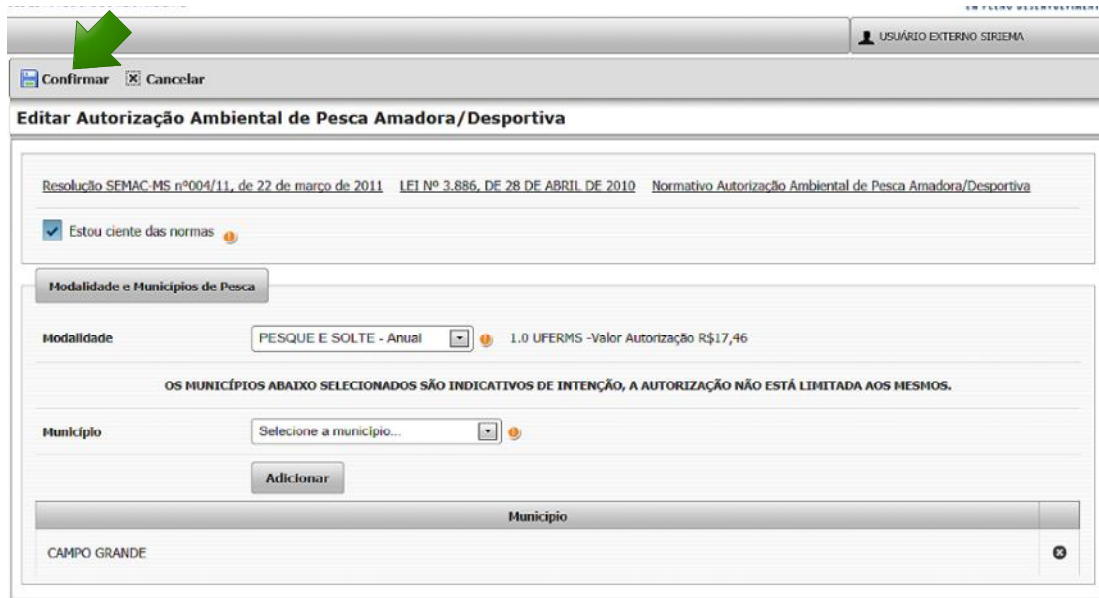 EM PLENO DESENVOLVIMENT
USUÁRIO EXTERNO SIRIEMA
Confirmar Cancelar
Editar Autorização Ambiental de Pesca Amadora/Desportiva
Resolução SEMAC-MS nº004/11, de 22 de março de 2011 LEI Nº 3.886, DE 28 DE ABRIL DE 2010 Normativo Autorização Ambiental de Pesca Amadora/Desportiva
Estou ciente das normas
Modalidade e Municípios de Pesca
Modalidade PESQUE E SOLTE - Anual 1.0 UFERMS -Valor Autorização R$17,46
OS MUNICÍPIOS ABAIXO SELECIONADOS SÃO INDICATIVOS DE INTENÇÃO, A AUTORIZAÇÃO NÃO ESTÁ LIMITADA AOS MESMOS.
Município Selecione a município...
Adicionar
Município
CAMPO GRANDE